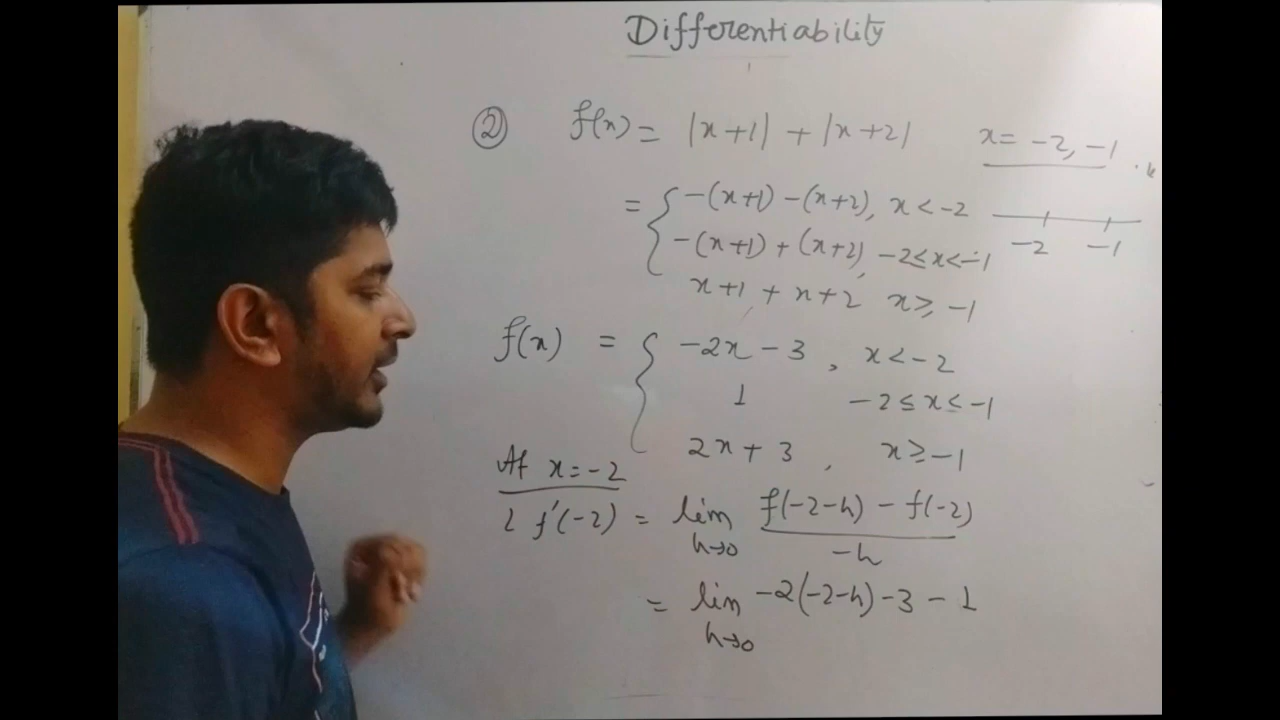 Differentiability
② f(x) = |x+1| + |x+2| x = -2, -1
= { -(x+1) - (x+2), x < -2
-(x+1) + (x+2), -2 ≤ x < -1
-2 -1
x+1 + x+2 x ≥, -1
f(x) = { -2x - 3 , x < -2
1 -2 ≤ x < -1
2x + 3 , x ≥ -1
At x = -2
L f'(-2) = lim h→0 f(-2-h) - f(-2) / -h
= lim h→0 -2(-2-h) - 3 - 1